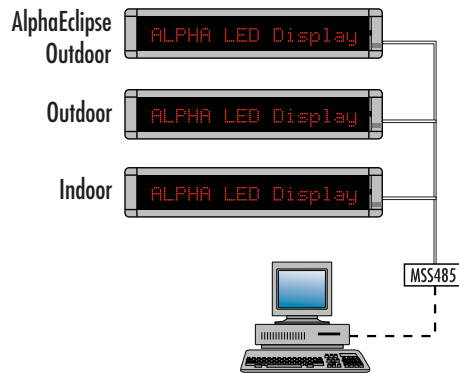 AlphaEclipse
Outdoor
ALPHA LED Display
Outdoor
ALPHA LED Display
Indoor
ALPHA LED Display
MSS485